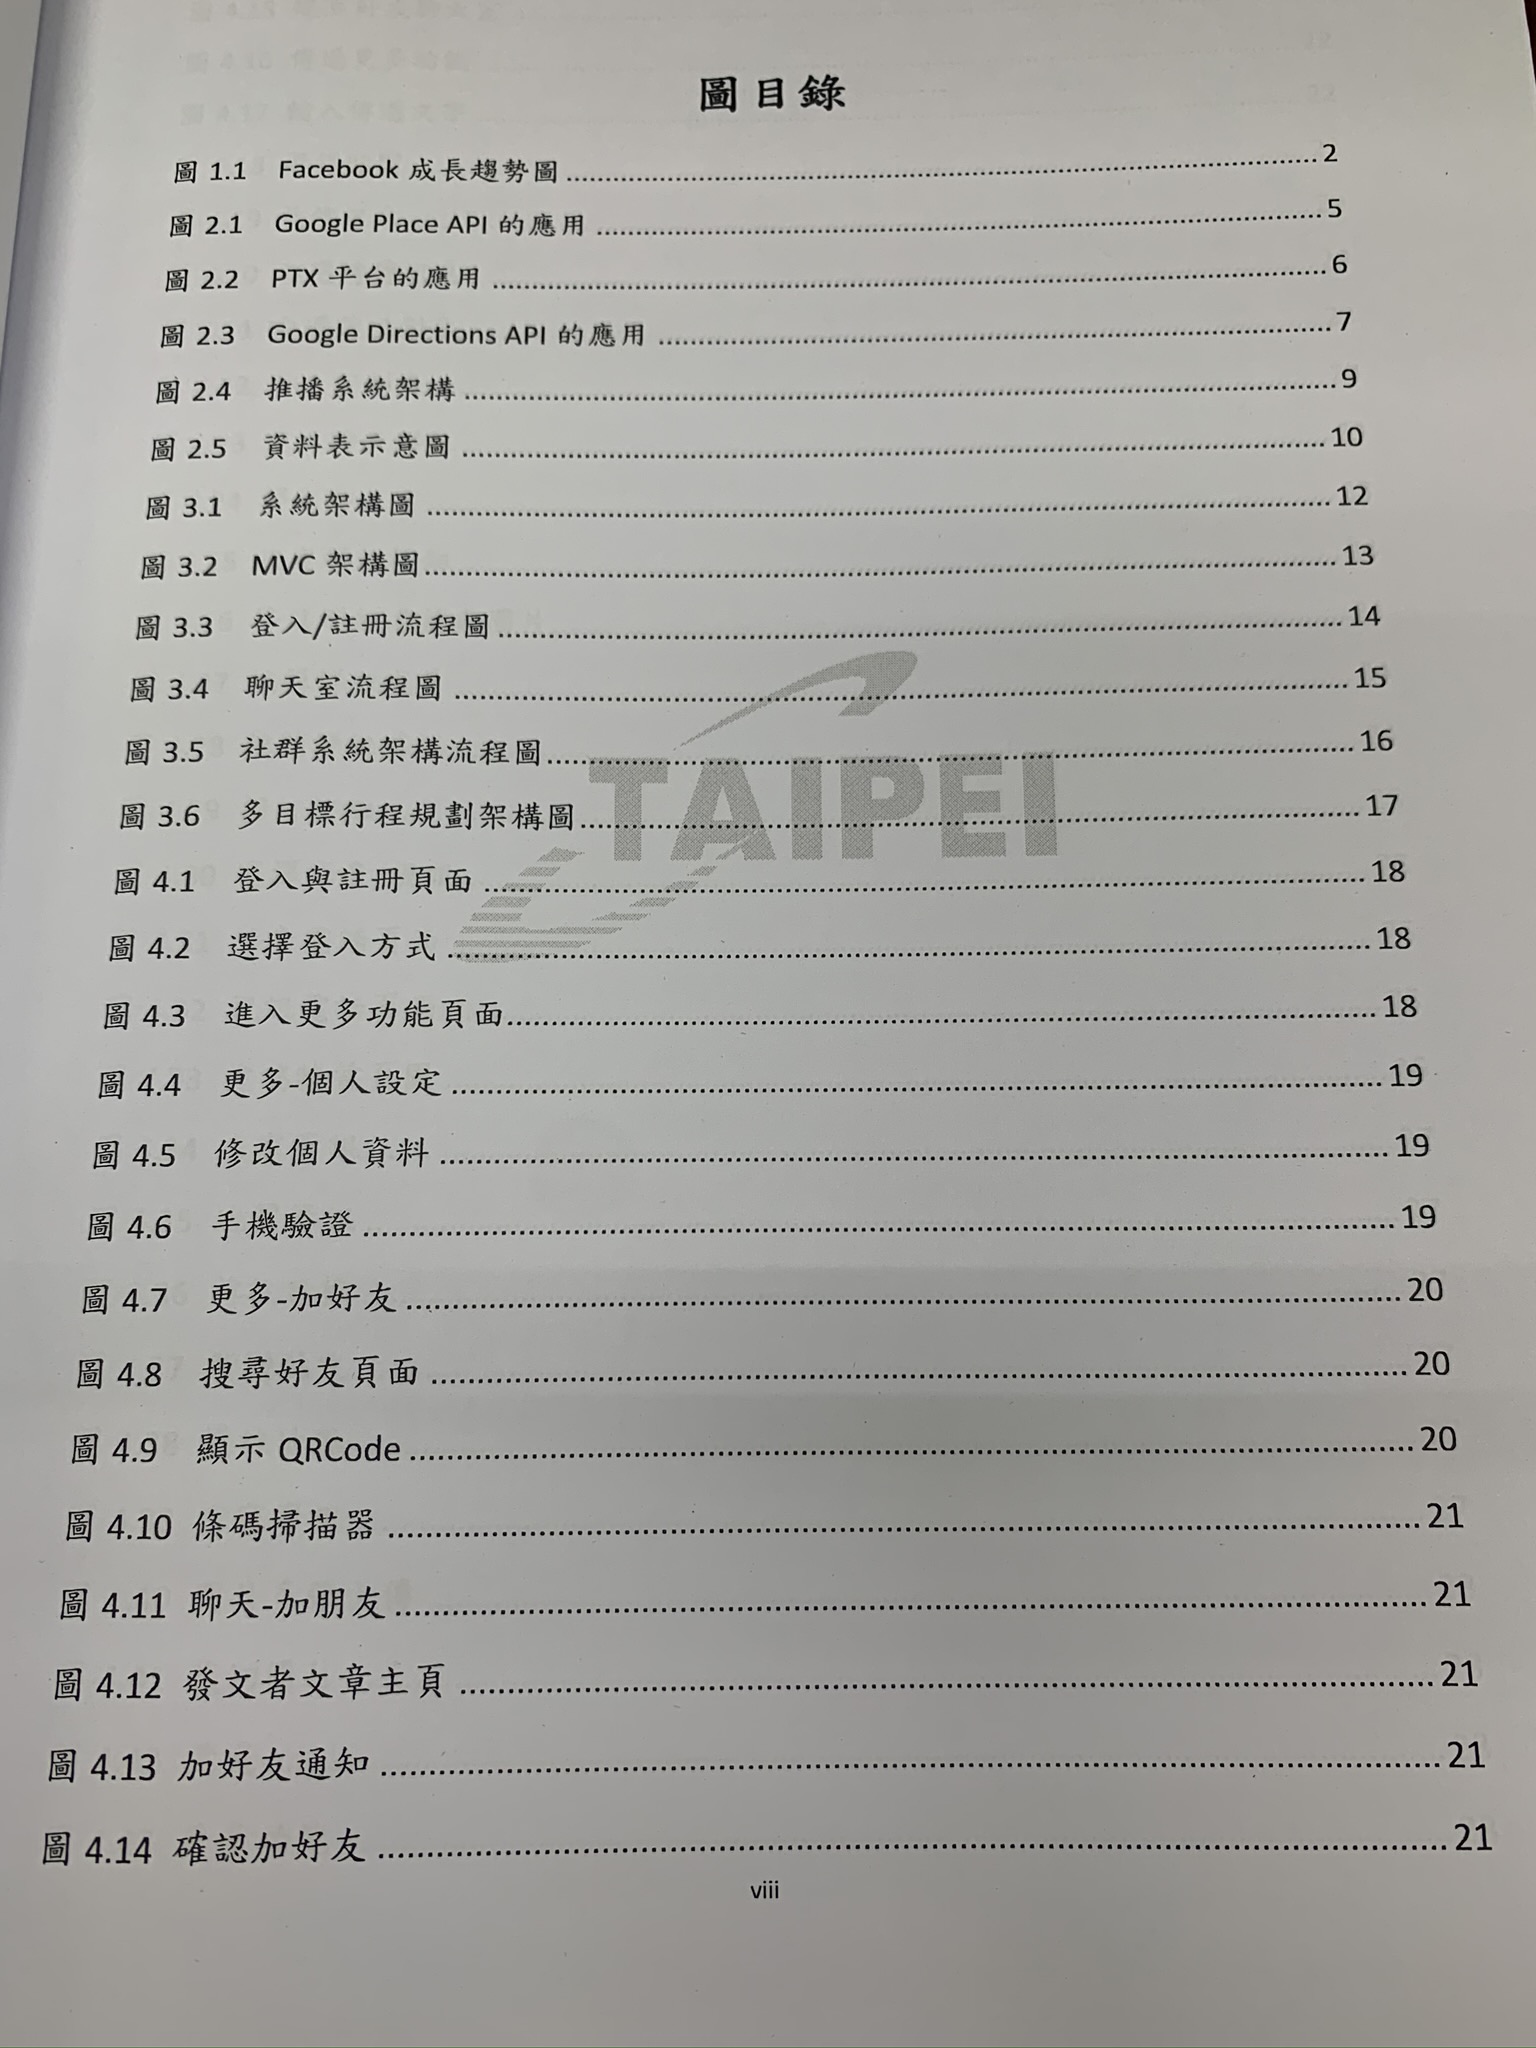 圖目錄
圖 1.1 Facebook 成長趨勢圖 2
圖 2.1 Google Place API 的應用 5
圖 2.2 PTX 平台的應用 6
圖 2.3 Google Directions API 的應用 7
圖 2.4 推播系統架構 9
圖 2.5 資料表示意圖 10
圖 3.1 系統架構圖 12
圖 3.2 MVC 架構圖 13
圖 3.3 登入/註冊流程圖 14
圖 3.4 聊天室流程圖 15
圖 3.5 社群系統架構流程圖 16
TAIPEI
圖 3.6 多目標行程規劃架構圖 17
圖 4.1 登入與註冊頁面 18
圖 4.2 選擇登入方式 18
圖 4.3 進入更多功能頁面 18
圖 4.4 更多-個人設定 19
圖 4.5 修改個人資料 19
圖 4.6 手機驗證 19
圖 4.7 更多-加好友 20
圖 4.8 搜尋好友頁面 20
圖 4.9 顯示 QRCode 20
圖 4.10 條碼掃描器 21
圖 4.11 聊天-加朋友 21
圖 4.12 發文者文章主頁 21
圖 4.13 加好友通知 21
圖 4.14 確認加好友 21
viii